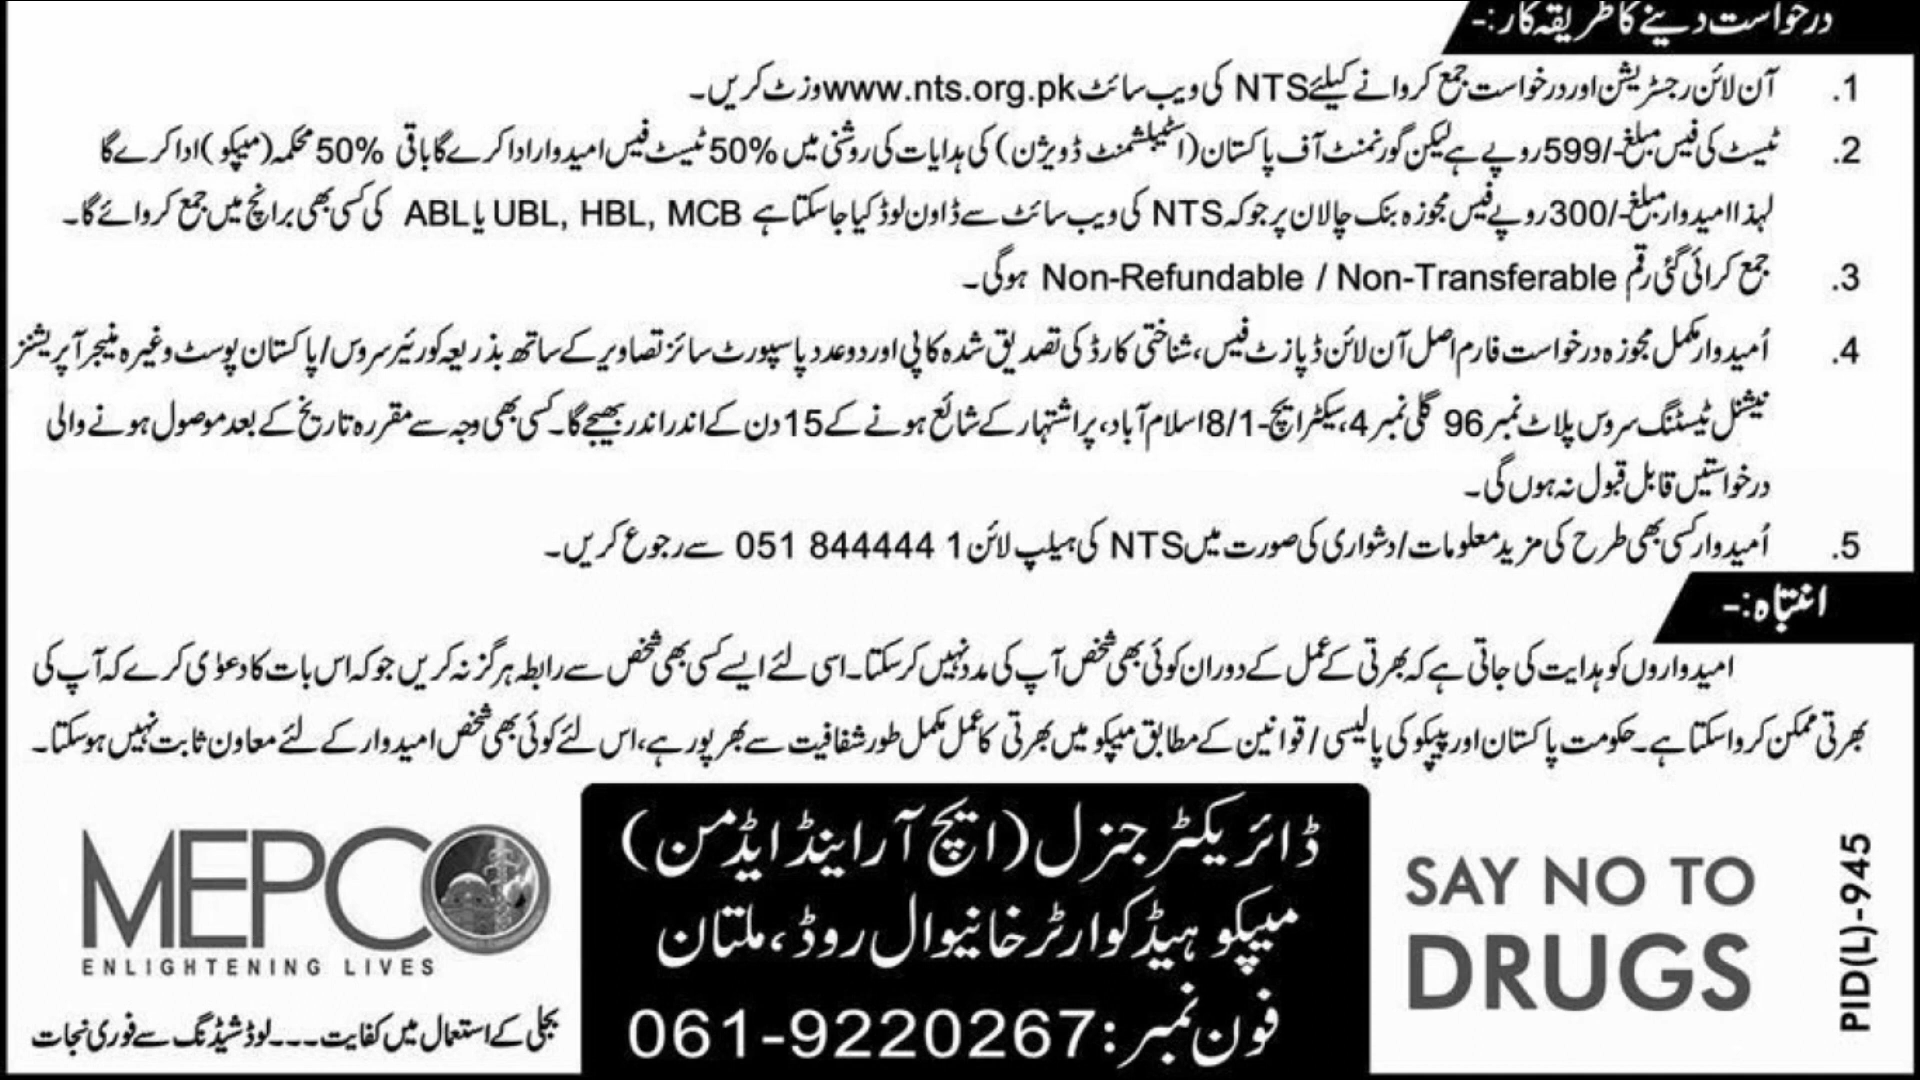 درخواست دینے کا طریقہ کار:-
1. آن لائن رجسٹریشن اور درخواست جمع کروانے کیلئے NTS کی ویب سائٹ www.nts.org.pk وزٹ کریں۔
2. ٹیسٹ کی فیس مبلغ -/599 روپے ہے لیکن گورنمنٹ آف پاکستان (اسٹیبلشمنٹ ڈویژن) کی ہدایات کی روشنی میں 50% ٹیسٹ فیس امیدوار ادا کرے گا باقی 50% محکمہ (میپکو) ادا کرے گا
لہذا امیدوار مبلغ -/300 روپے فیس مجوزہ بنک چالان پر جو کہ NTS کی ویب سائٹ سے ڈاون لوڈ کیا جا سکتا ہے UBL, HBL, MCB یا ABL کی کسی بھی برانچ میں جمع کروائے گا۔
3. جمع کرائی گئی رقم Non-Refundable / Non-Transferable ہوگی۔
4. اُمیدوار مکمل مجوزہ درخواست فارم اصل آن لائن ڈپازٹ فیس، شناختی کارڈ کی تصدیق شدہ کاپی اور دو عدد پاسپورٹ سائز تصاویر کے ساتھ بذریعہ کورئیر سروس/پاکستان پوسٹ وغیرہ منیجر آپریشنز
نیشنل ٹیسٹنگ سروس پلاٹ نمبر 96 گلی نمبر 4، سیکٹر ایچ-8/1 اسلام آباد، پر اشتہار کے شائع ہونے کے 15 دن کے اندر اندر بھیجے گا۔ کسی بھی وجہ سے مقررہ تاریخ کے بعد موصول ہونے والی
درخواستیں قابل قبول نہ ہوں گی۔
5. اُمیدوار کسی بھی طرح کی مزید معلومات/دشواری کی صورت میں NTS کی ہیلپ لائن 051 844444 1 سے رجوع کریں۔
انتباہ:-
امیدواروں کو ہدایت کی جاتی ہے کہ بھرتی کے عمل کے دوران کوئی بھی شخص آپ کی مدد نہیں کر سکتا۔ اسی لئے ایسے کسی بھی شخص سے رابطہ ہرگز نہ کریں جو کہ اس بات کا دعوٰی کرے کہ آپ کی
بھرتی ممکن کروا سکتا ہے۔ حکومت پاکستان اور پیپکو کی پالیسی / قوانین کے مطابق میپکو میں بھرتی کا عمل مکمل طور شفافیت سے بھرپور ہے، اس لئے کوئی بھی شخص امیدوار کے لئے معاون ثابت نہیں ہو سکتا۔
ڈائریکٹر جنرل (ایچ آر اینڈ ایڈمن)
میپکو ہیڈ کوارٹر خانیوال روڈ، ملتان
فون نمبر: 061-9220267
MEPCO
ENLIGHTENING LIVES
بجلی کے استعمال میں کفایت۔۔۔لوڈشیڈنگ سے فوری نجات
SAY NO TO
DRUGS
PID(L)-945